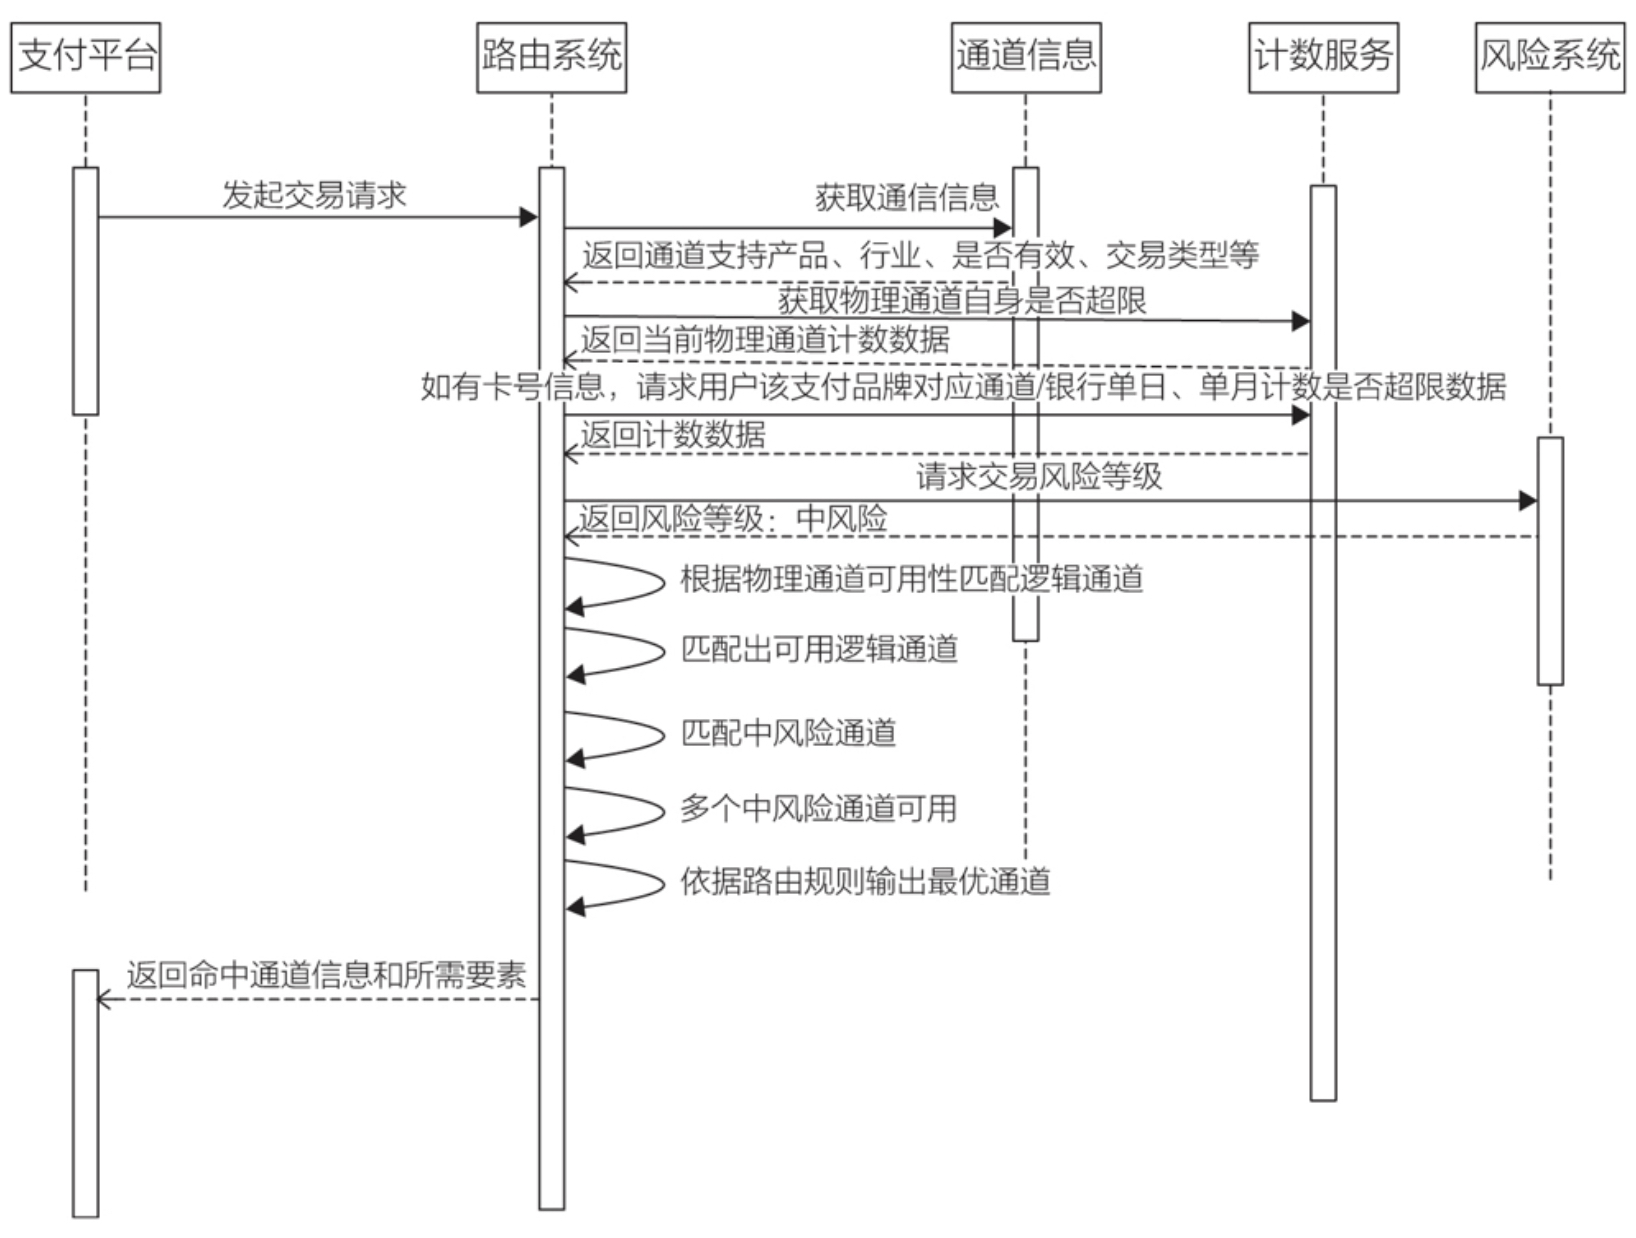 支付平台
路由系统
通道信息
计数服务
风险系统
发起交易请求
获取通信信息
返回通道支持产品、行业、是否有效、交易类型等
获取物理通道自身是否超限
返回当前物理通道计数数据
如有卡号信息，请求用户该支付品牌对应通道/银行单日、单月计数是否超限数据
返回计数数据
请求交易风险等级
返回风险等级：中风险
根据物理通道可用性匹配逻辑通道
匹配出可用逻辑通道
匹配中风险通道
多个中风险通道可用
依据路由规则输出最优通道
返回命中通道信息和所需要素